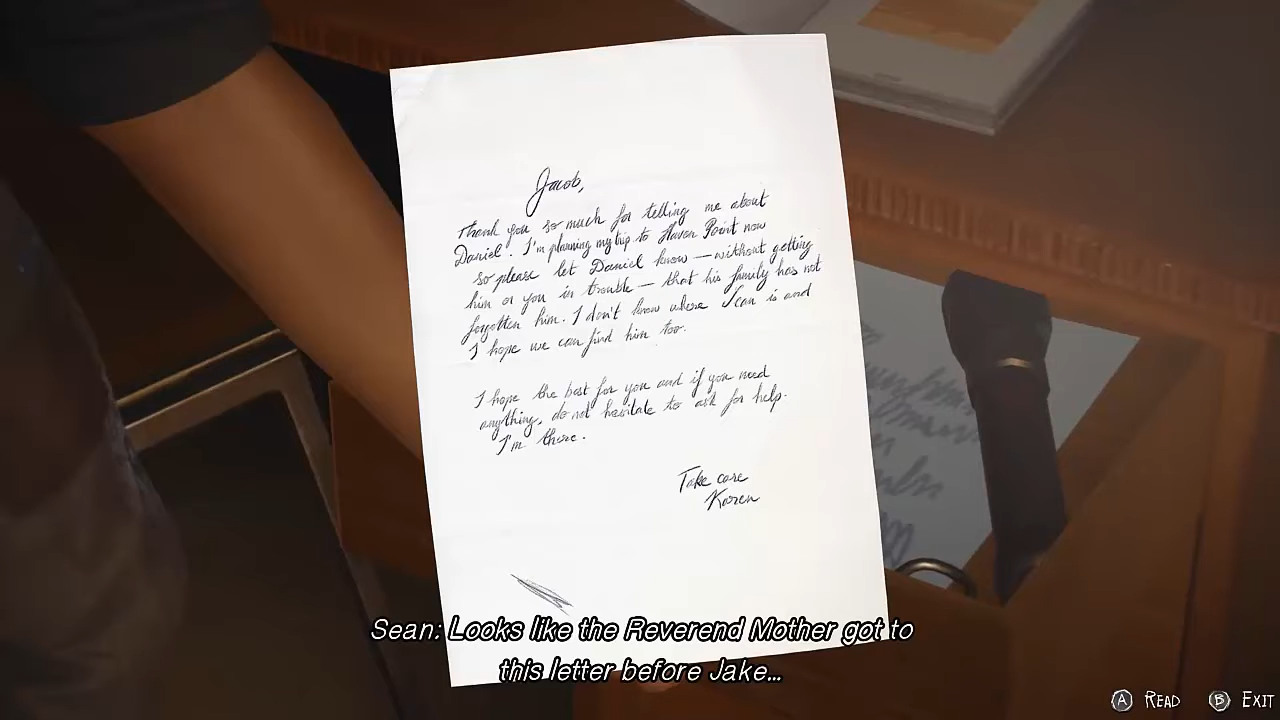 Jacob,
Thank you so much for telling me about
Daniel. I'm planning my trip to Haven Point now
so please let Daniel know — without getting
him or you in trouble — that his family has not
forgotten him. I don't know where Sean is and
I hope we can find him too.
I hope the best for you and if you need
anything, do not hesitate to ask for help.
I'm there.
Take care
Karen
Sean: Looks like the Reverend Mother got to
this letter before Jake...
A READ B EXIT